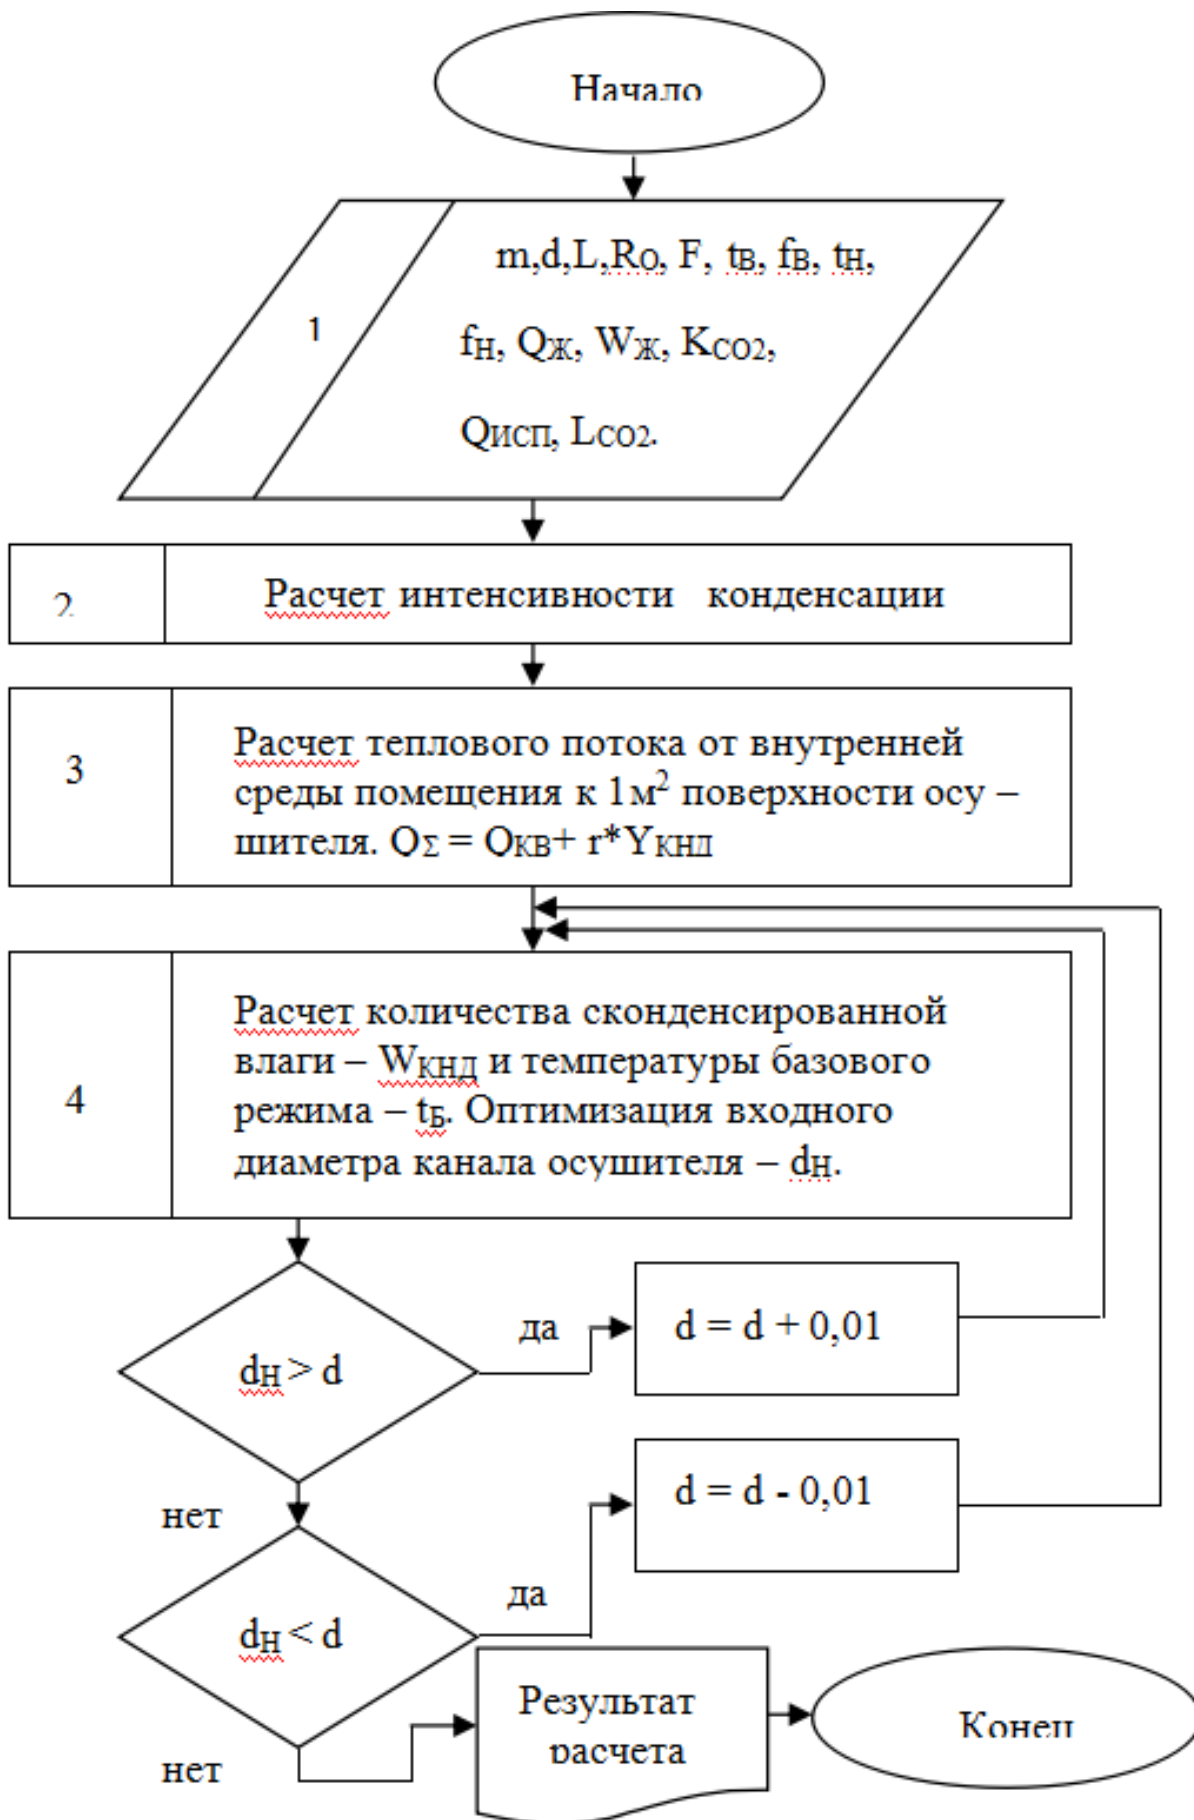 Начало
1
m,d,L,RО, F, tВ, fВ, tН,
fН, QЖ, WЖ, КСО2,
QИСП, LСО2.
2
Расчет интенсивности конденсации
3
Расчет теплового потока от внутренней
среды помещения к 1м² поверхности осу –
шителя. QΣ = QКВ+ r*YКНД
4
Расчет количества сконденсированной
влаги – WКНД и температуры базового
режима – tБ. Оптимизация входного
диаметра канала осушителя – dН.
dН > d
да
d = d + 0,01
нет
dН < d
да
d = d - 0,01
нет
Результат
расчета
Конец